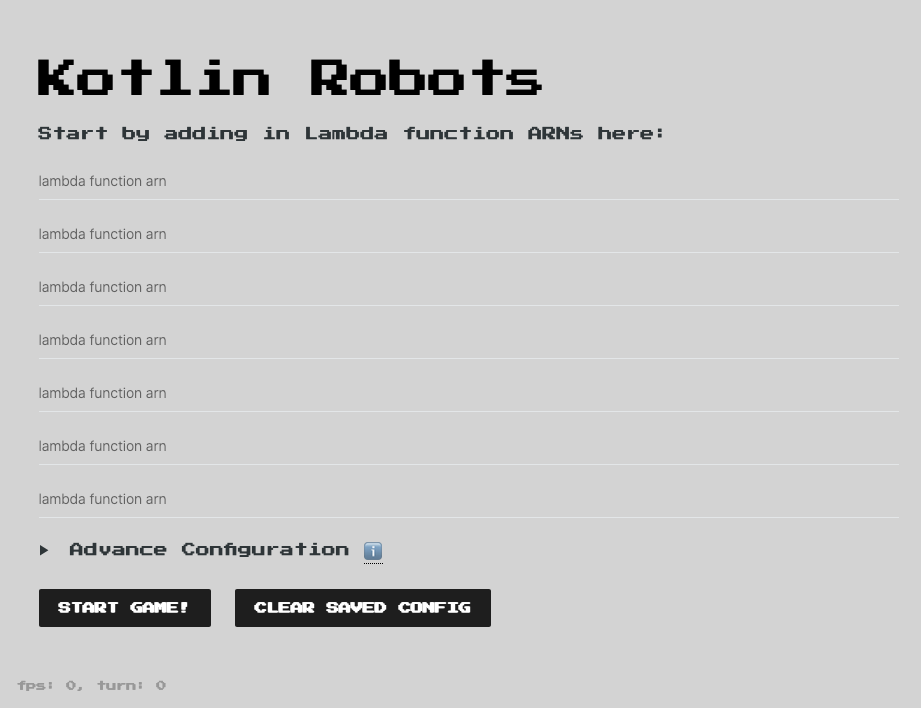 Kotlin Robots
Start by adding in Lambda function ARNs here:
lambda function arn
lambda function arn
lambda function arn
lambda function arn
lambda function arn
lambda function arn
lambda function arn
Advance Configuration ℹ️
START GAME! CLEAR SAVED CONFIG
fps: 0, turn: 0